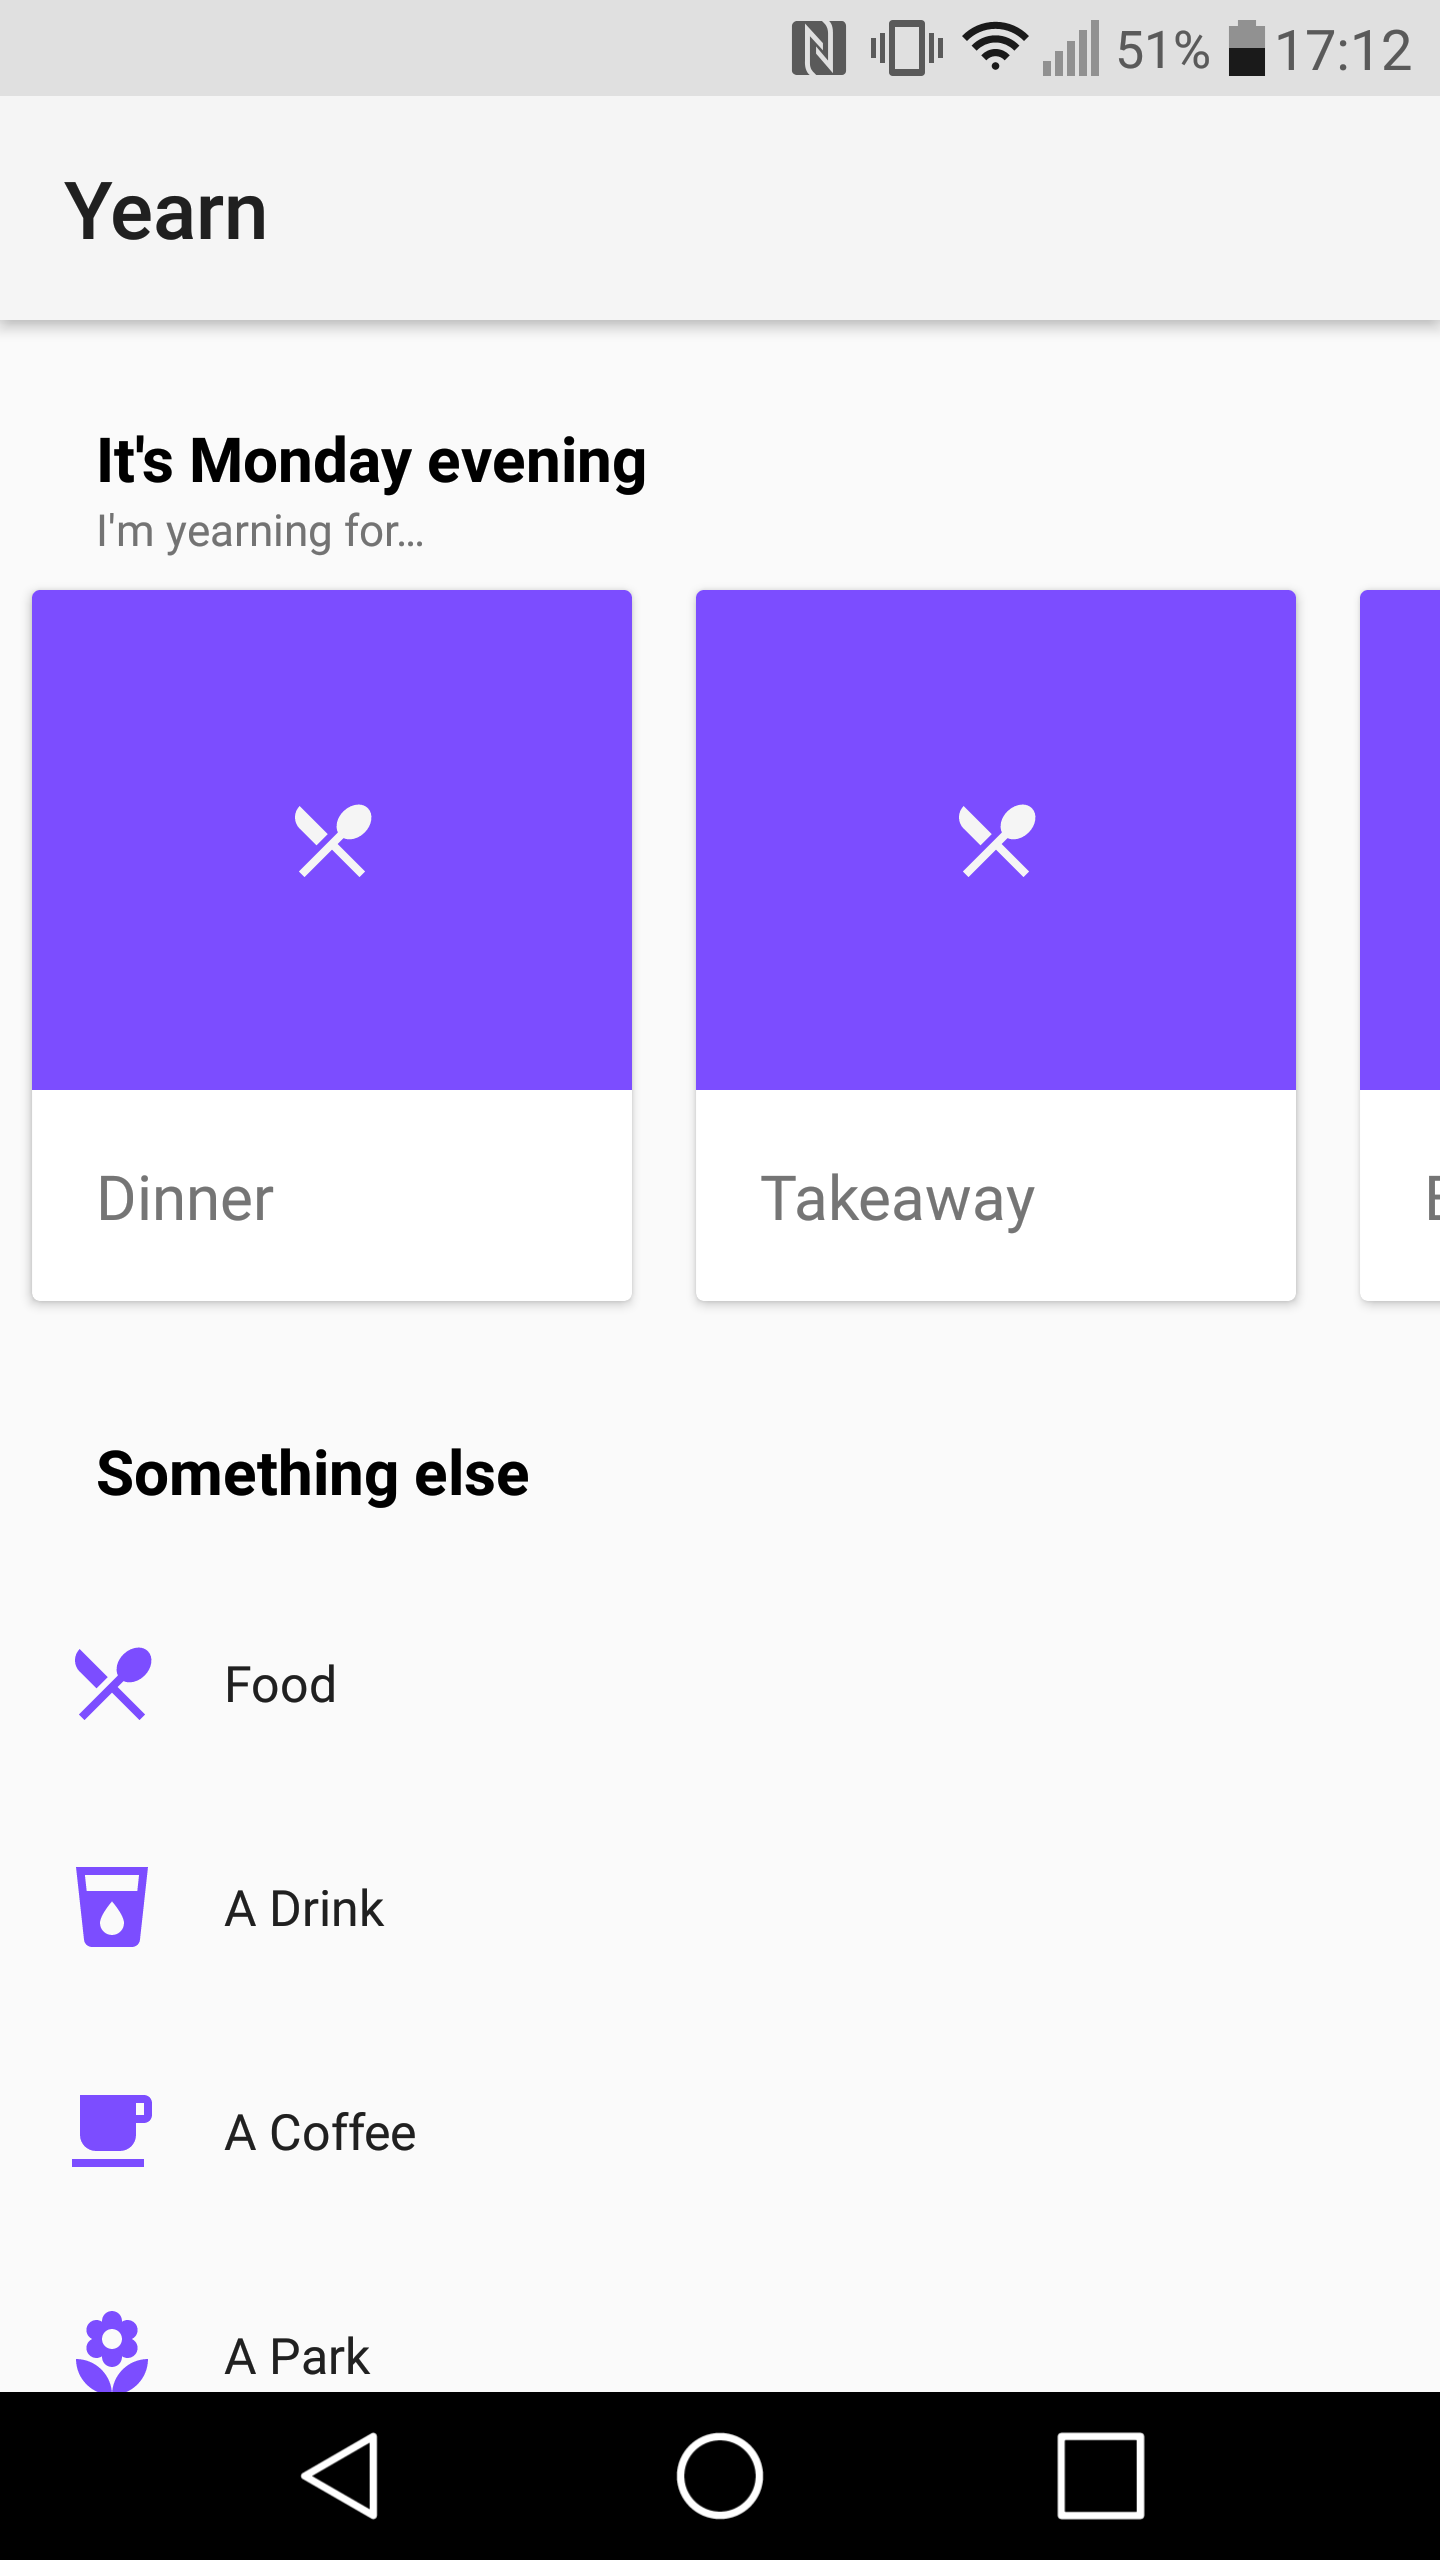 51% 17:12
Yearn
It's Monday evening
I'm yearning for...
Dinner
Takeaway
Something else
Food
A Drink
A Coffee
A Park